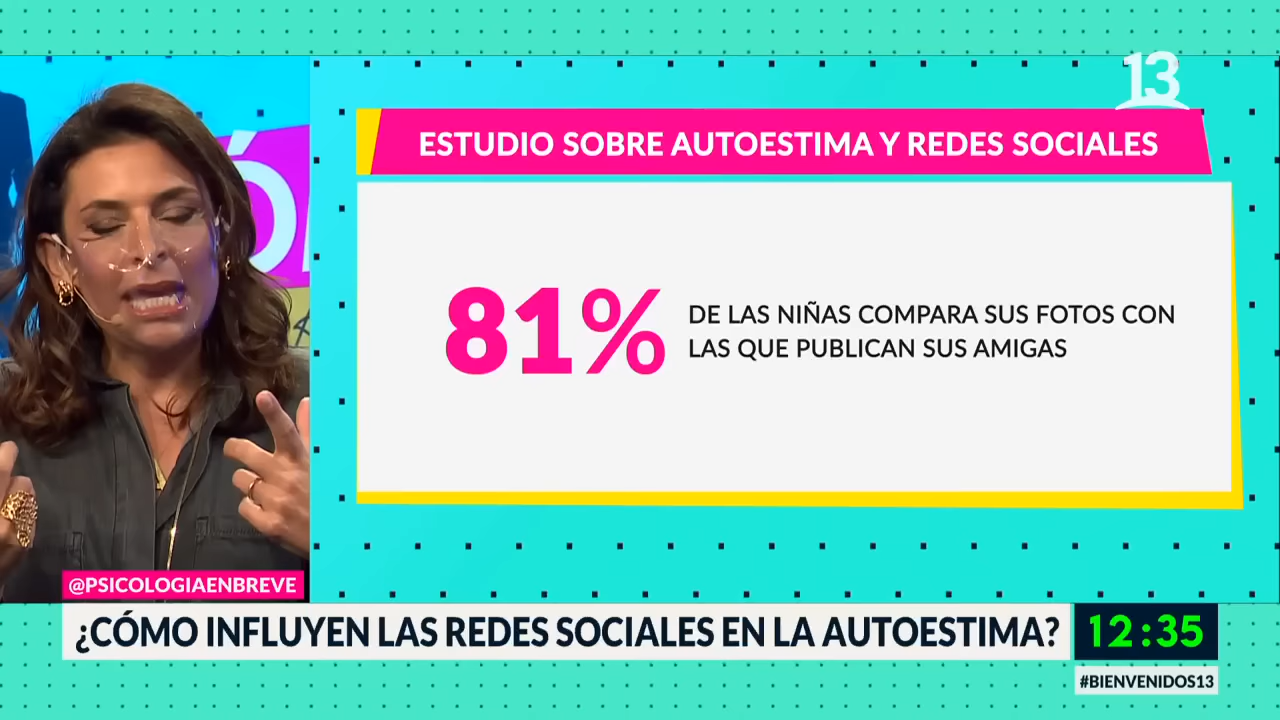 13
ESTUDIO SOBRE AUTOESTIMA Y REDES SOCIALES
81%
DE LAS NIÑAS COMPARA SUS FOTOS CON
LAS QUE PUBLICAN SUS AMIGAS
@PSICOLOGIAENBREVE
¿CÓMO INFLUYEN LAS REDES SOCIALES EN LA AUTOESTIMA?
12:35
#BIENVENIDOS13